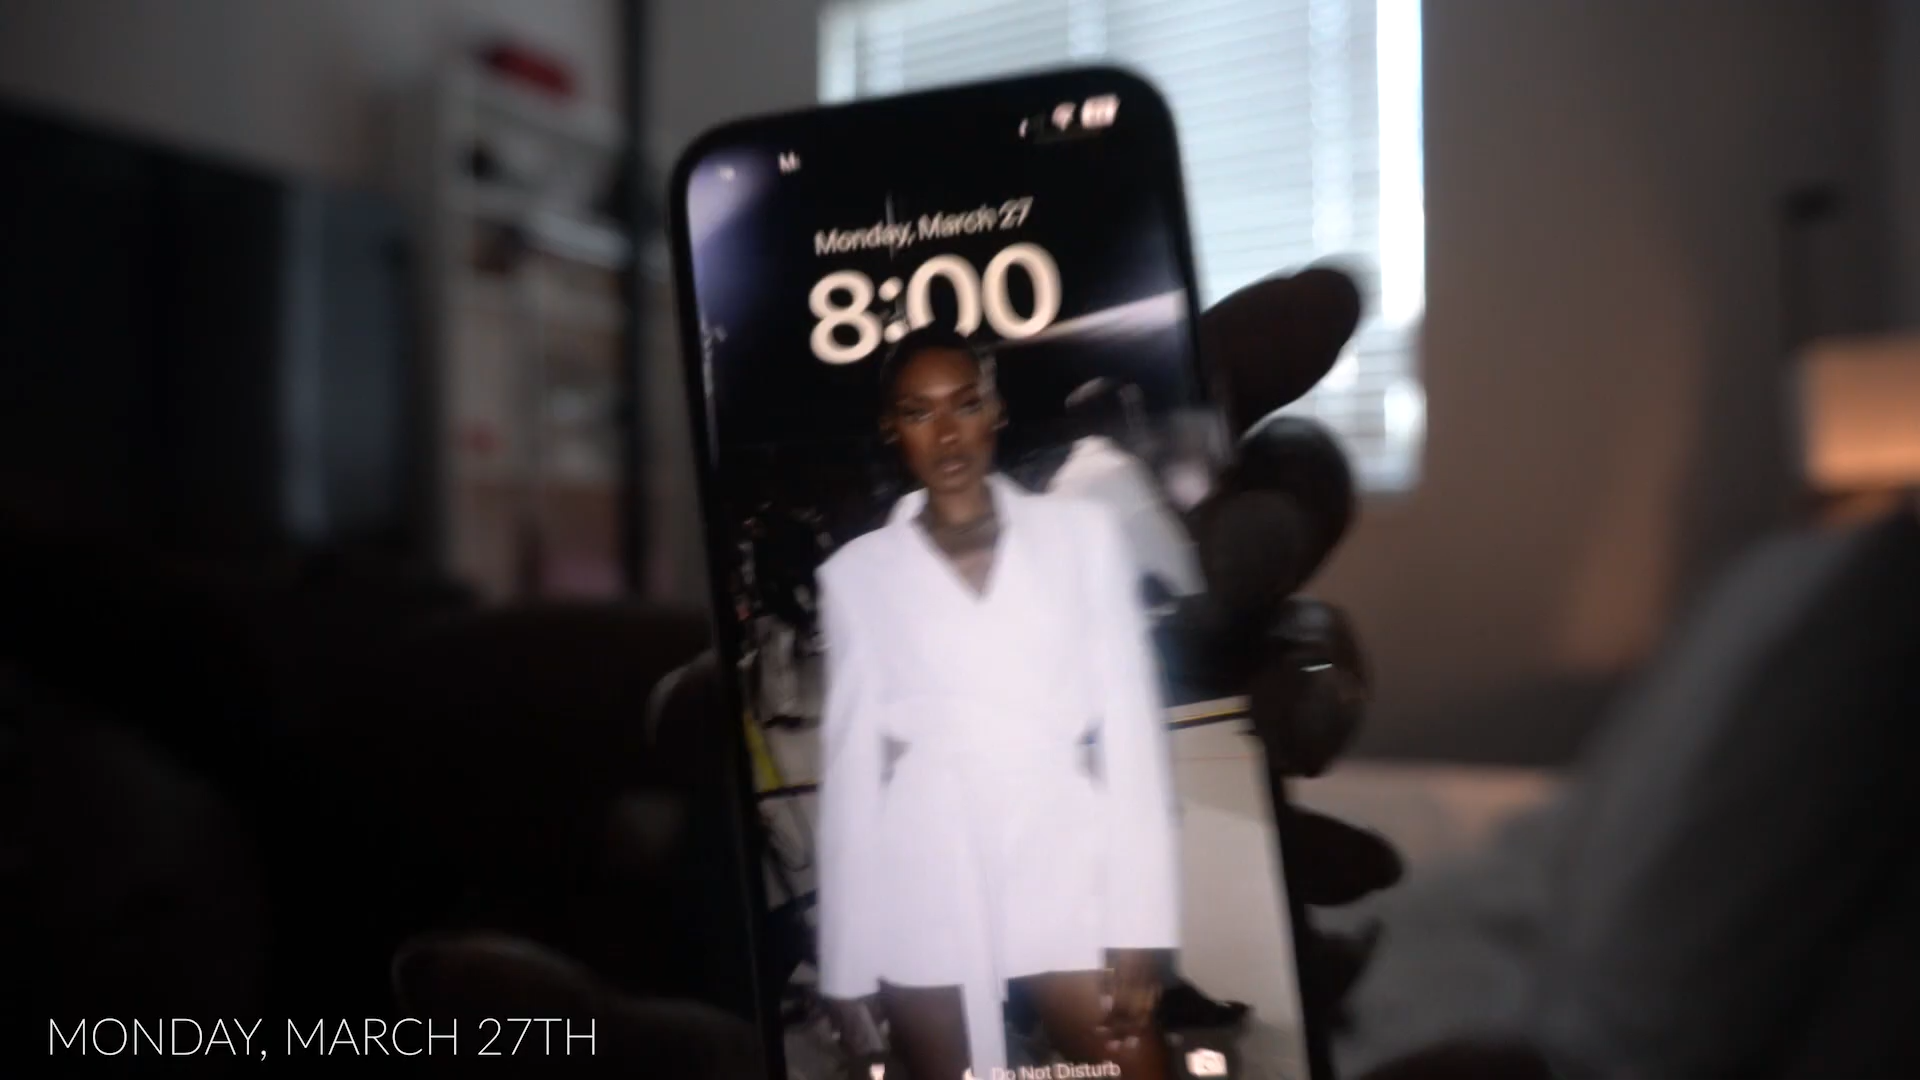 Monday, March 27
8:00
Do Not Disturb
MONDAY, MARCH 27TH